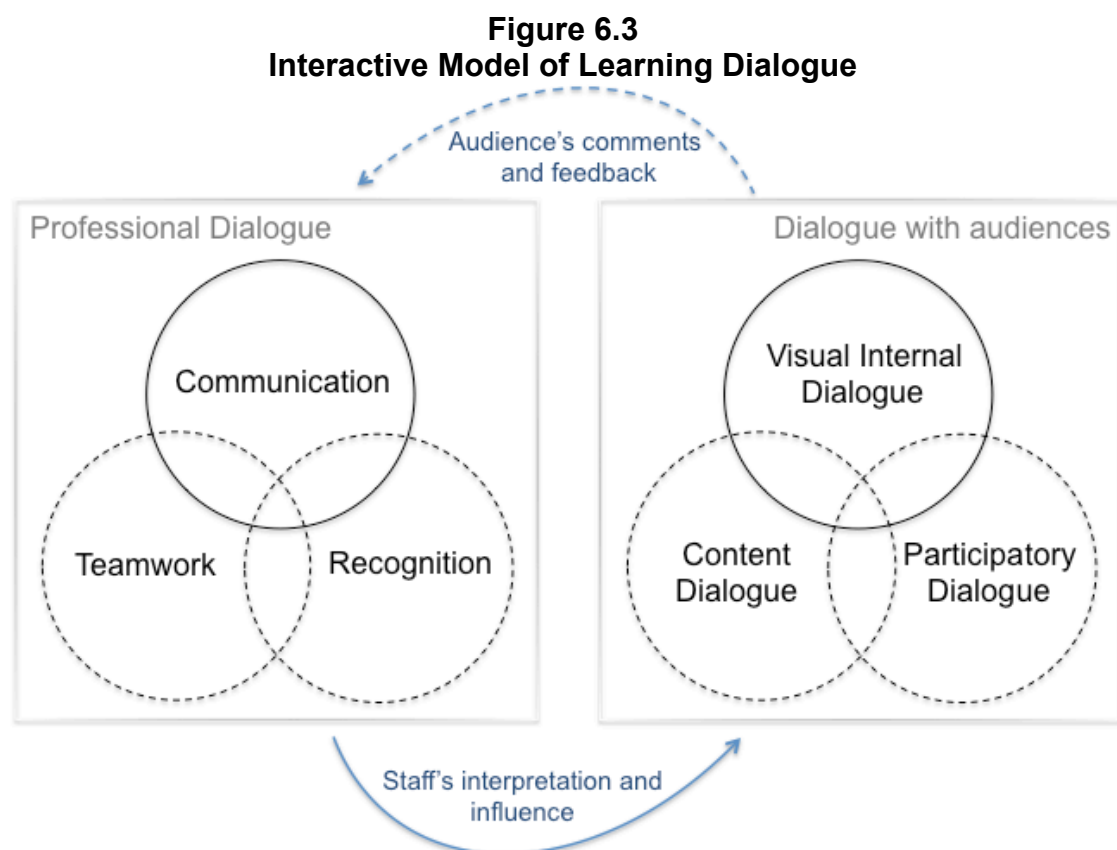 Figure 6.3
Interactive Model of Learning Dialogue
Audience's comments
and feedback
Professional Dialogue
Communication
Teamwork
Recognition
Dialogue with audiences
Visual Internal
Dialogue
Content
Dialogue
Participatory
Dialogue
Staff's interpretation and
influence